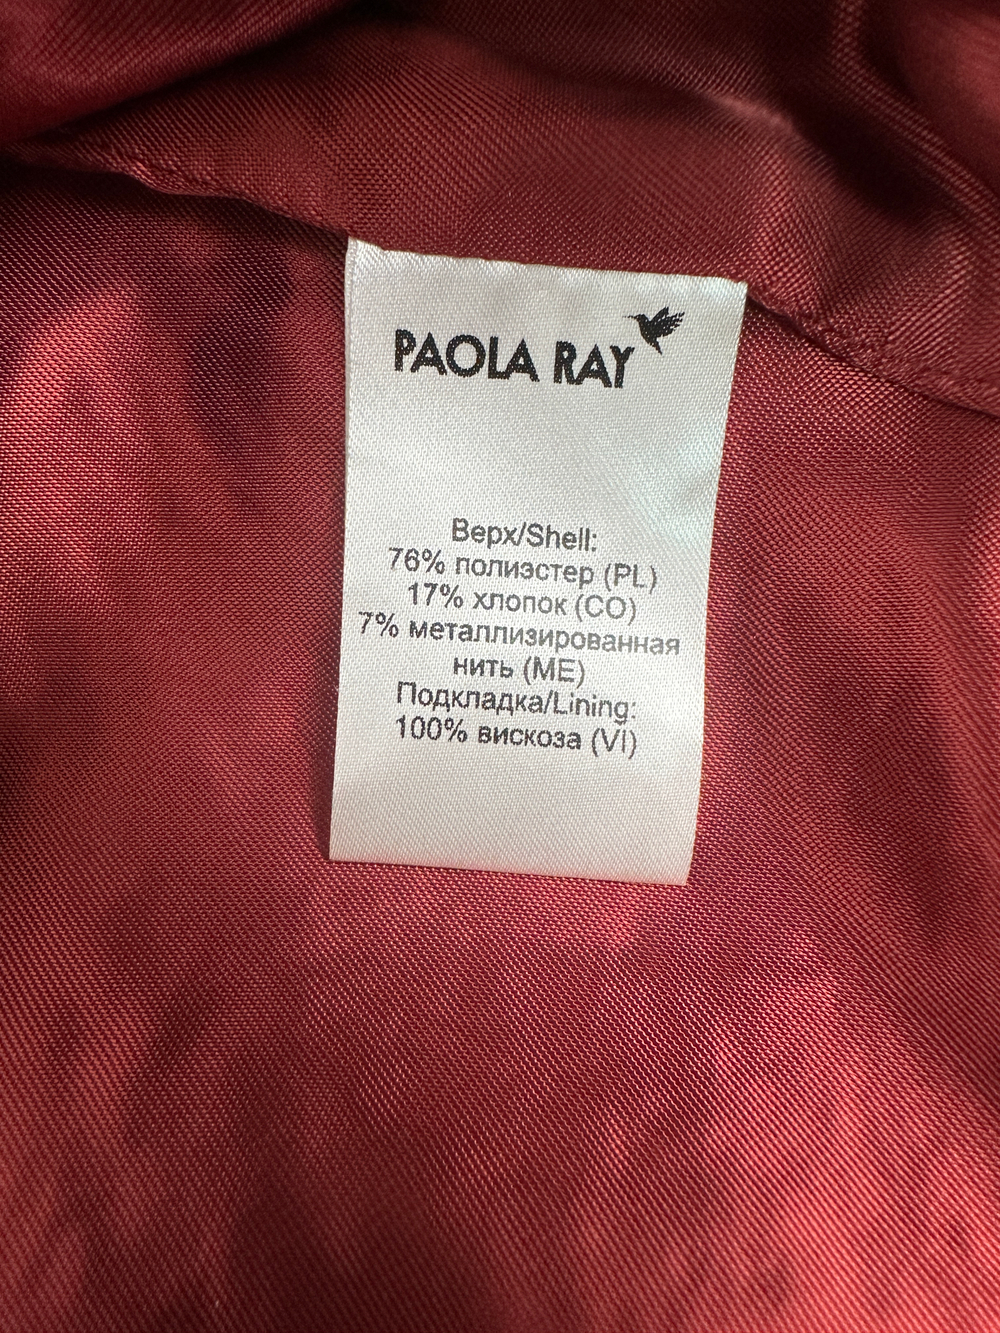 PAOLA RAY
Верх/Shell:
76% полиэстер (PL)
17% хлопок (CO)
7% металлизированная
нить (ME)
Подкладка/Lining:
100% вискоза (VI)